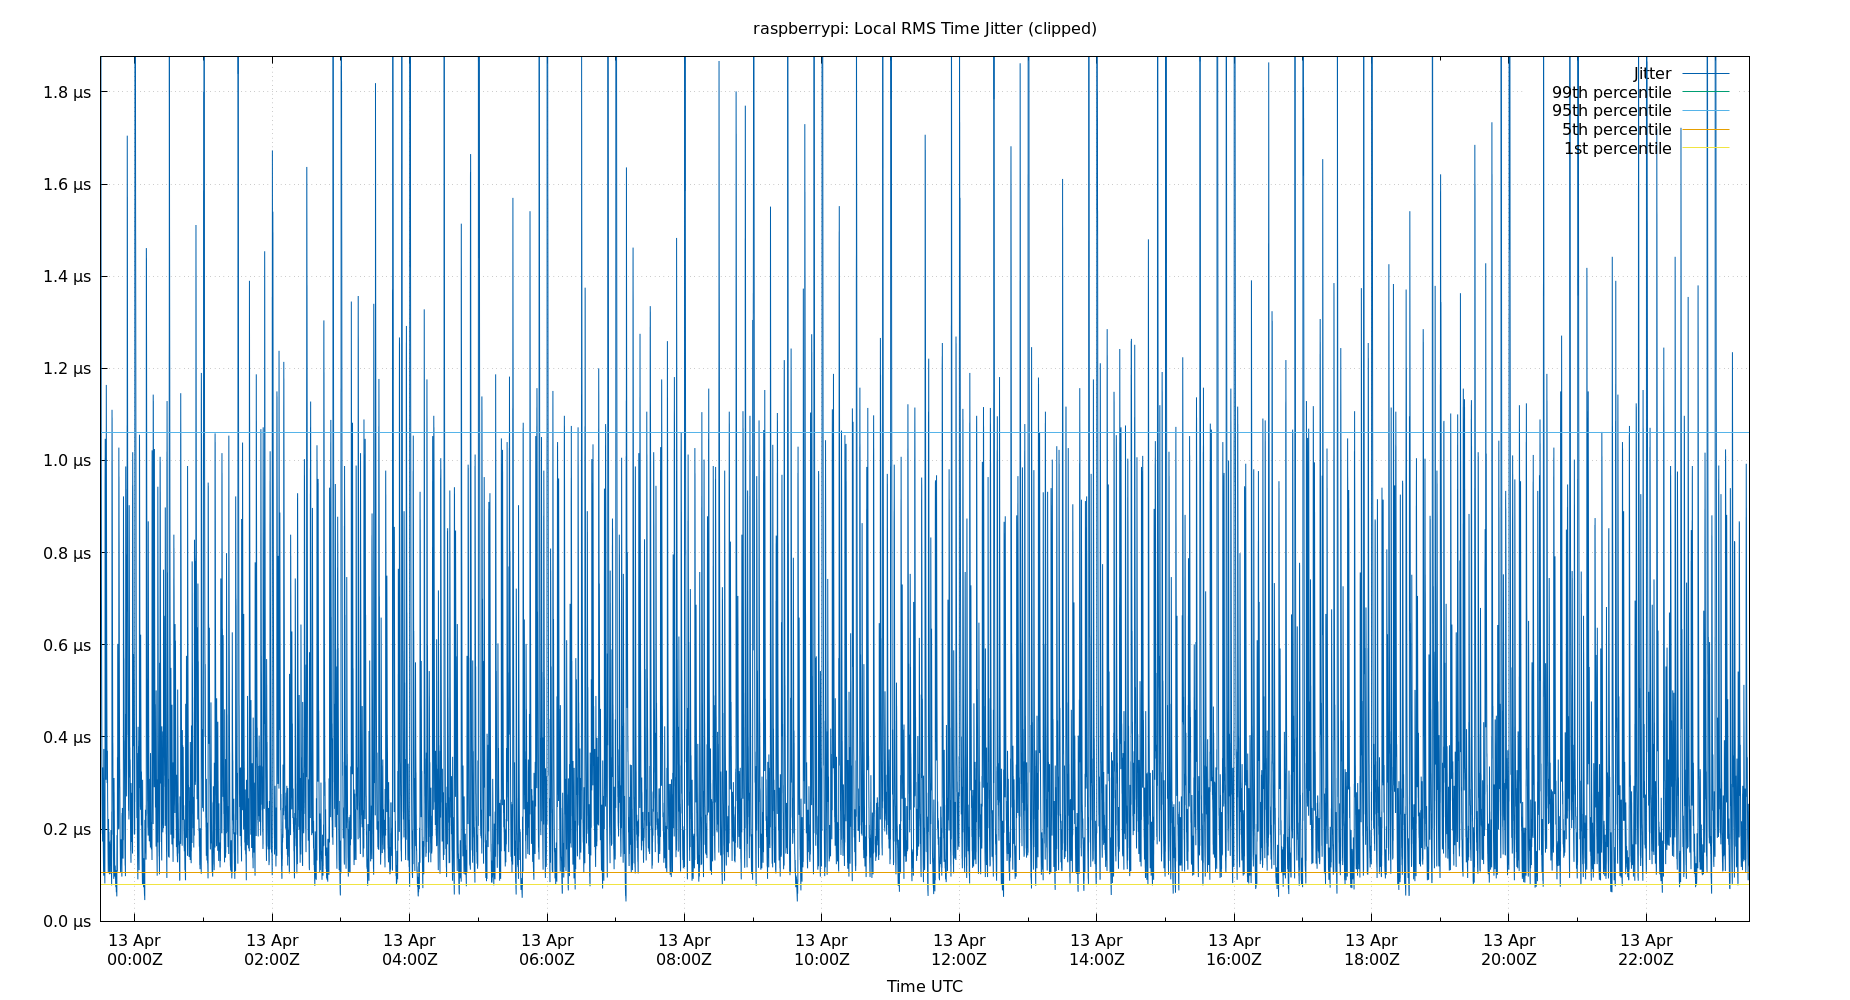 raspberrypi: Local RMS Time Jitter (clipped)
Jitter
99th percentile
95th percentile
5th percentile
1st percentile
1.8 µs
1.6 µs
1.4 µs
1.2 µs
1.0 µs
0.8 µs
0.6 µs
0.4 µs
0.2 µs
0.0 µs
13 Apr 13 Apr 13 Apr 13 Apr 13 Apr 13 Apr 13 Apr 13 Apr 13 Apr 13 Apr 13 Apr 13 Apr
00:00Z 02:00Z 04:00Z 06:00Z 08:00Z 10:00Z 12:00Z 14:00Z 16:00Z 18:00Z 20:00Z 22:00Z
Time UTC